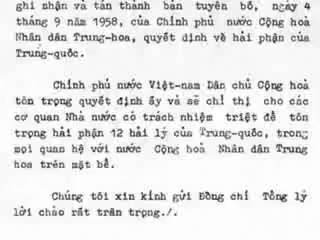 ghi nhận và tán thành bản tuyên bố, ngày 4
tháng 9 năm 1958, của Chính phủ nước Cộng hoà
Nhân dân Trung-hoa, quyết định về hải phận của
Trung-quốc.
Chính phủ nước Việt-nam Dân chủ Cộng hoà
tôn trọng quyết định ấy và sẽ chỉ thị cho các
cơ quan Nhà nước có trách nhiệm triệt để tôn
trọng hải phận 12 hải lý của Trung-quốc, trong
mọi quan hệ với nước Cộng hoà Nhân dân Trung
hoa trên mặt bể.
Chúng tôi xin kính gửi Đồng chí Tổng lý
lời chào rất trân trọng./.